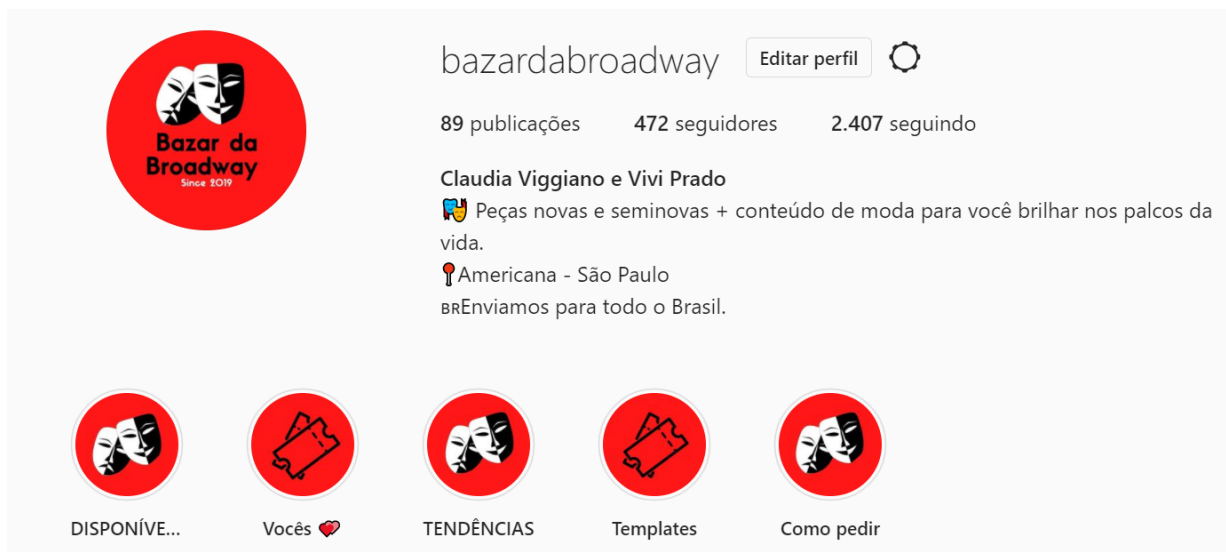 Bazar da
Broadway
Since 2019
bazardabroadway Editar perfil
89 publicações 472 seguidores 2.407 seguindo
Claudia Viggiano e Vivi Prado
🎭 Peças novas e seminovas + conteúdo de moda para você brilhar nos palcos da
vida.
📍Americana - São Paulo
BREnviamos para todo o Brasil.
DISPONÍVE... Vocês 💕 TENDÊNCIAS Templates Como pedir